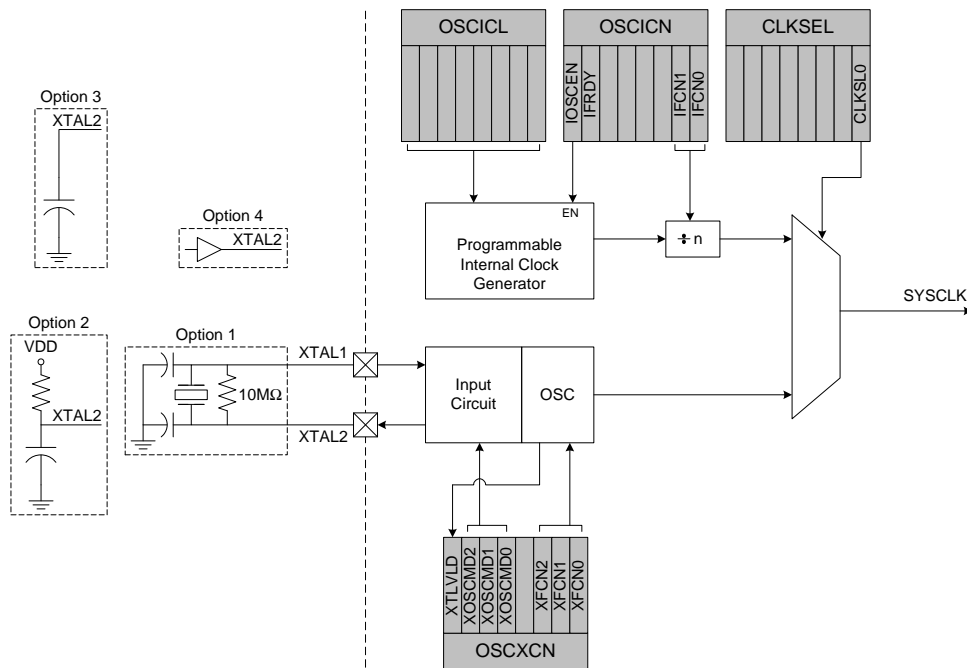 OSCICL
OSCICN
CLKSEL
IOSCEN
IFRDY
IFCN1
IFCN0
CLKSL0
Option 3
XTAL2
Option 4
XTAL2
EN
Programmable
Internal Clock
Generator
÷ n
SYSCLK
Option 2
VDD
XTAL2
Option 1
10MΩ
XTAL1
XTAL2
Input
Circuit
OSC
XTLVLD
XOSCMD2
XOSCMD1
XOSCMD0
XFCN2
XFCN1
XFCN0
OSCXCN